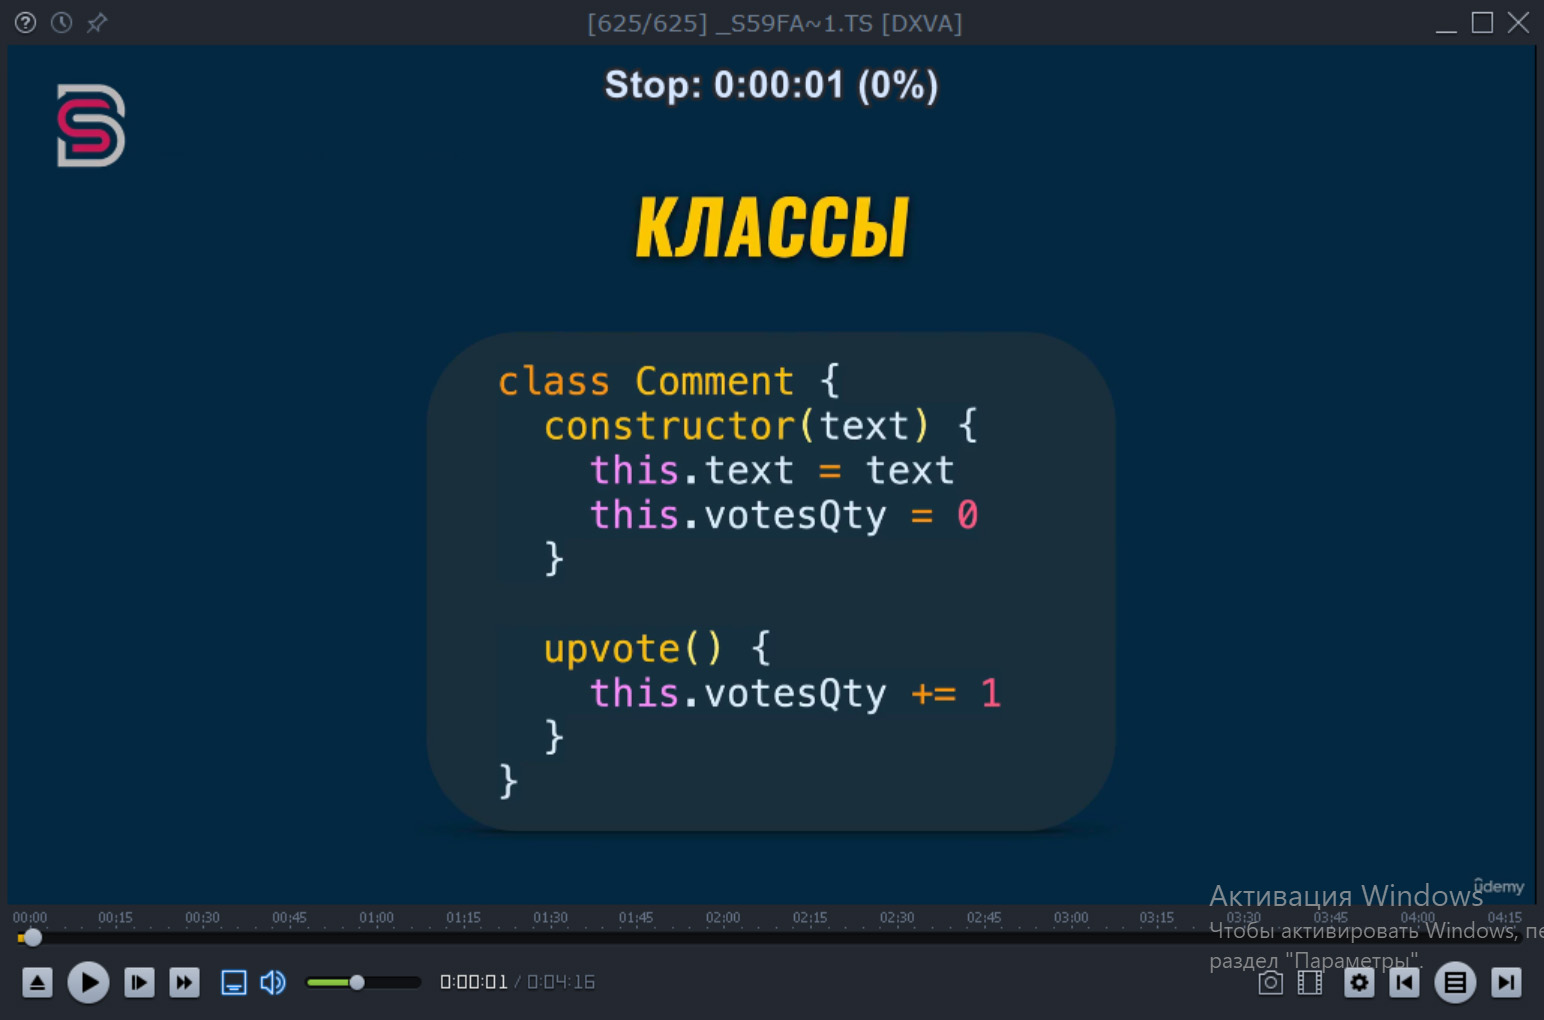 [625/625] _S59FA~1.TS [DXVA]
Stop: 0:00:01 (0%)
КЛАССЫ
class Comment {
constructor(text) {
this.text = text
this.votesQty = 0
}
upvote() {
this.votesQty += 1
}
}
ûdemy
Активация Windows
00:00 00:15 00:30 00:45 01:00 01:15 01:30 01:45 02:00 02:15 02:30 02:45 03:00 03:15 03:30 03:45 04:00 04:15
Чтобы активировать Windows, пе
раздел "Параметры".
0:00:01 / 0:04:16